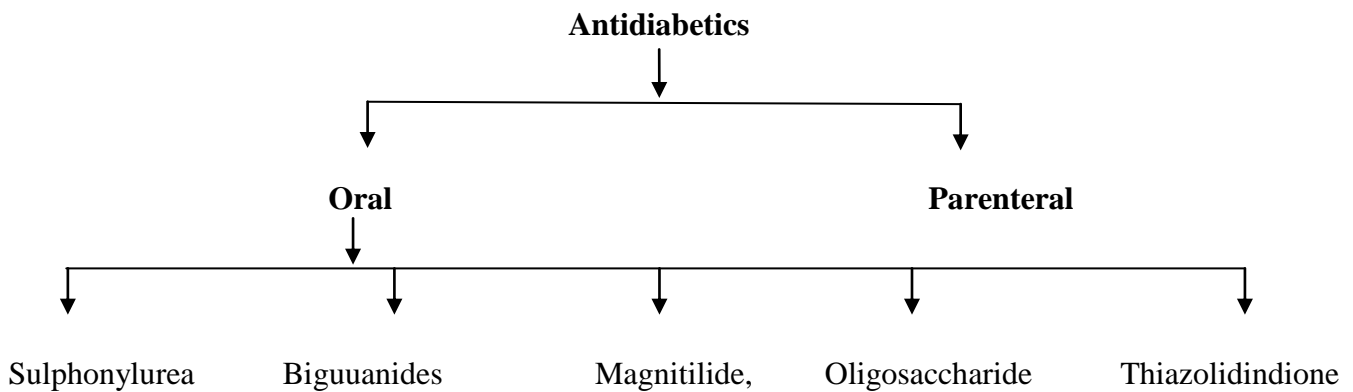 Antidiabetics
Oral Parenteral
Sulphonylurea Biguuanides Magnitilide, Oligosaccharide Thiazolidindione